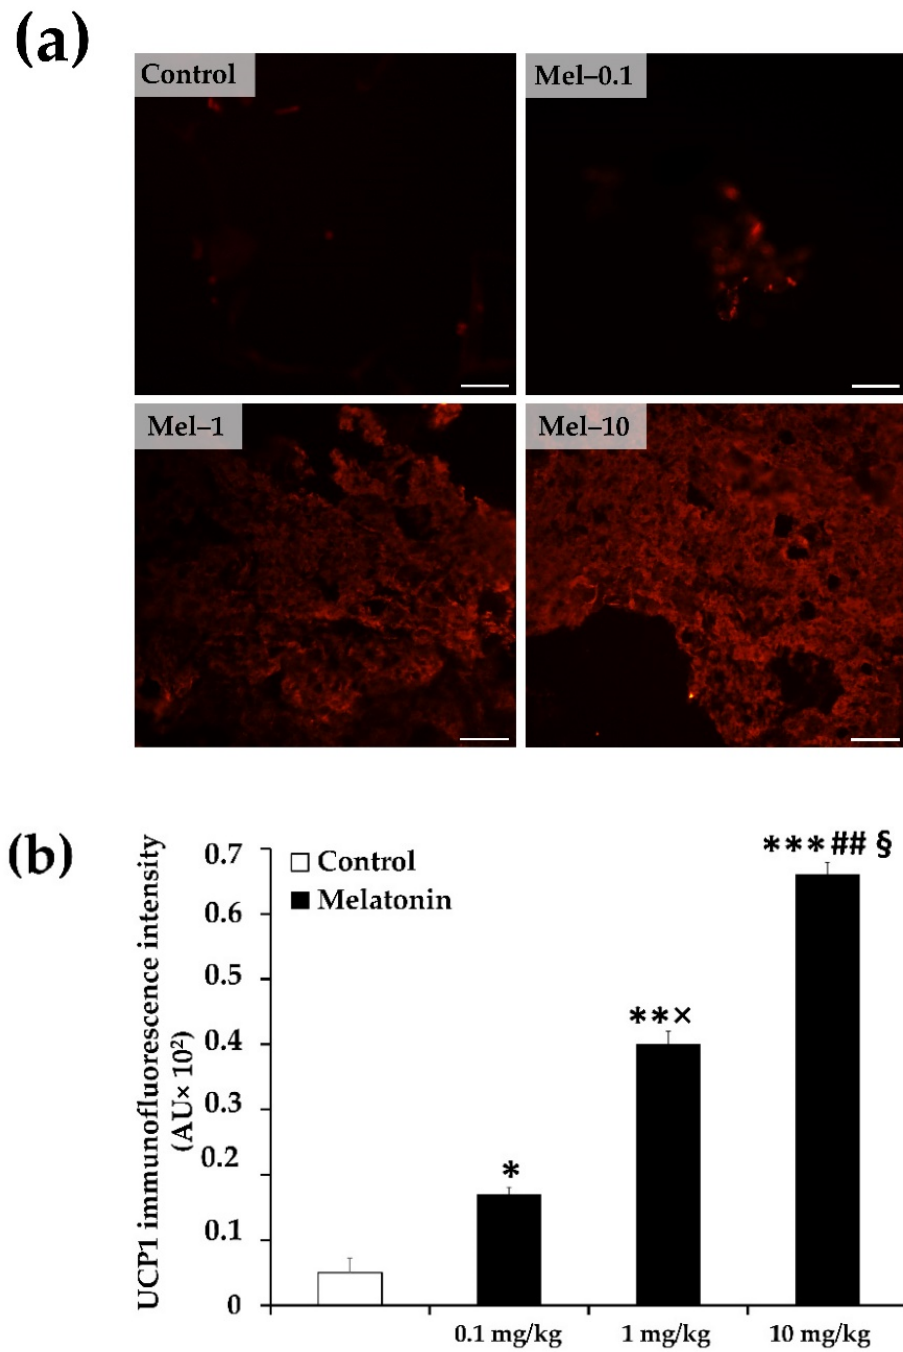 (a)
Control
Mel–0.1
Mel–1
Mel–10
(b)
UCP1 immunofluorescence intensity
(AU× 10²)
0.7
0.6
0.5
0.4
0.3
0.2
0.1
0
Control
Melatonin
*
**×
***## §
0.1 mg/kg
1 mg/kg
10 mg/kg